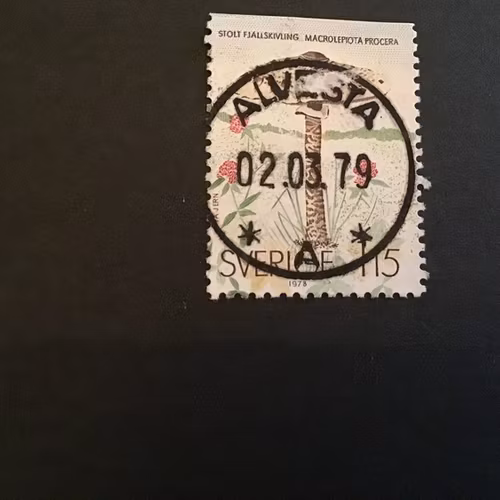 STOLT FJÄLLSKIVLING MACROLEPIOTA PROCERA
ALVESTA
02.03.79
* A *
SVERIGE 115
1978